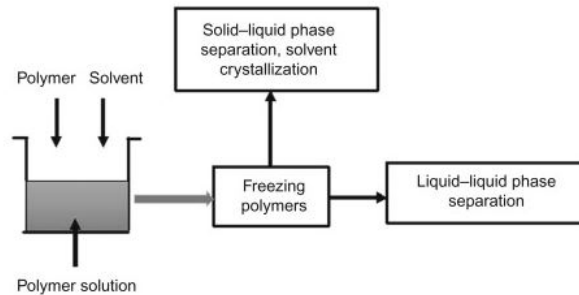 Solid–liquid phase
separation, solvent
crystallization
Polymer Solvent
Freezing
polymers
Liquid–liquid phase
separation
Polymer solution